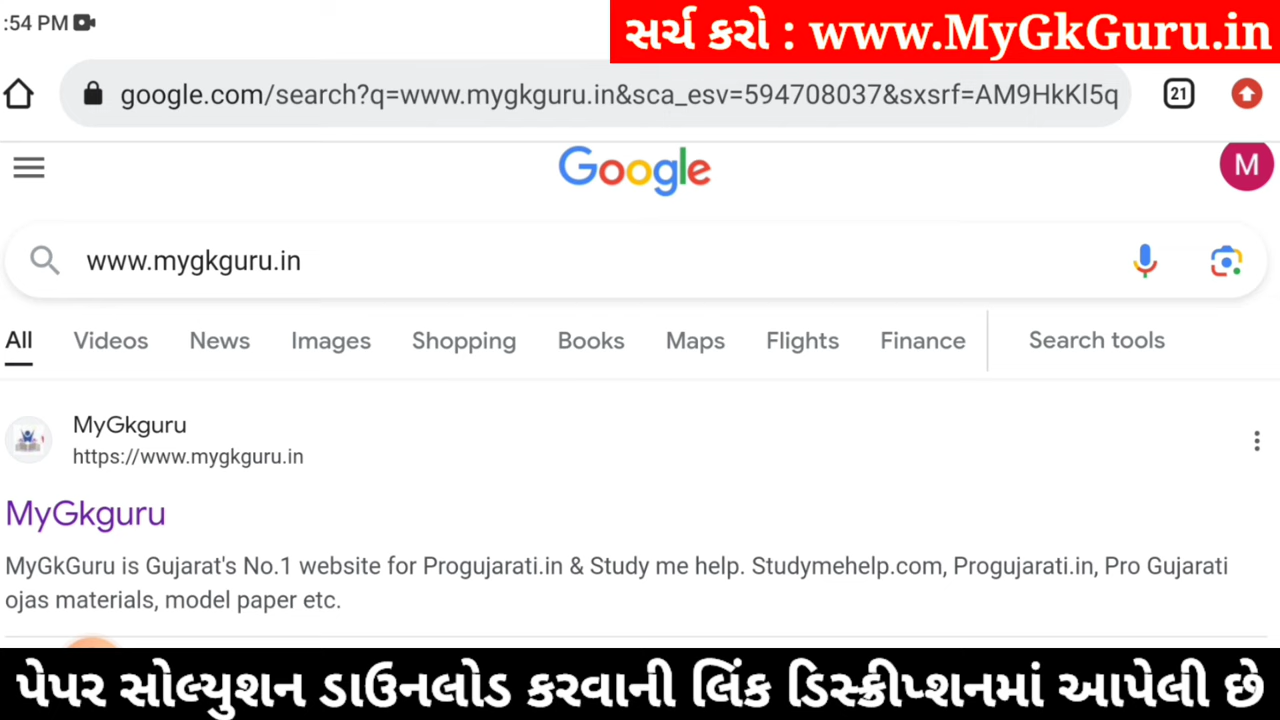 :54 PM
સર્ચ કરો : www.MyGkGuru.in
google.com/search?q=www.mygkguru.in&sca_esv=594708037&sxsrf=AM9HkKl5q
21
Google
M
www.mygkguru.in
All Videos News Images Shopping Books Maps Flights Finance Search tools
MyGkguru
https://www.mygkguru.in
MyGkguru
MyGkGuru is Gujarat's No.1 website for Progujarati.in & Study me help. Studymehelp.com, Progujarati.in, Pro Gujarati
ojas materials, model paper etc.
પેપર સોલ્યુશન ડાઉનલોડ કરવાની લિંક ડિસ્ક્રીપ્શનમાં આપેલી છે